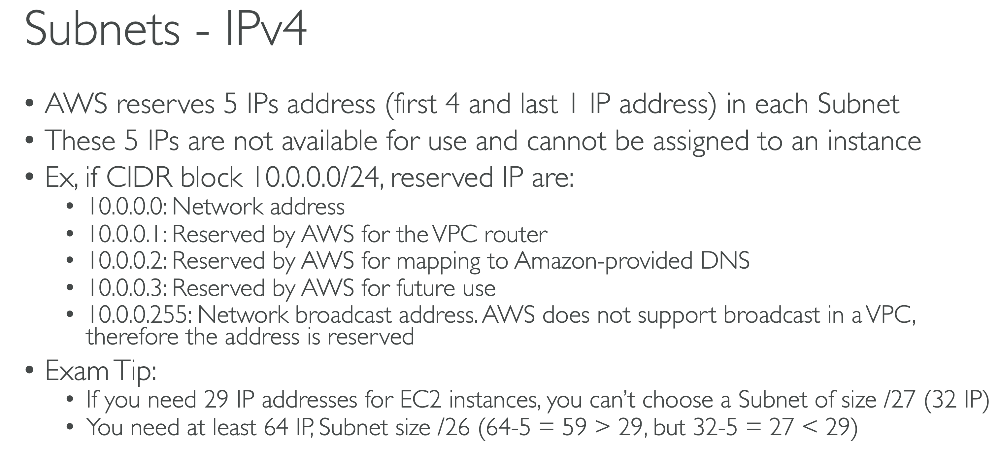 Subnets - IPv4
• AWS reserves 5 IPs address (first 4 and last 1 IP address) in each Subnet
• These 5 IPs are not available for use and cannot be assigned to an instance
• Ex, if CIDR block 10.0.0.0/24, reserved IP are:
• 10.0.0.0: Network address
• 10.0.0.1: Reserved by AWS for the VPC router
• 10.0.0.2: Reserved by AWS for mapping to Amazon-provided DNS
• 10.0.0.3: Reserved by AWS for future use
• 10.0.0.255: Network broadcast address. AWS does not support broadcast in a VPC,
therefore the address is reserved
• Exam Tip:
• If you need 29 IP addresses for EC2 instances, you can’t choose a Subnet of size /27 (32 IP)
• You need at least 64 IP, Subnet size /26 (64-5 = 59 > 29, but 32-5 = 27 < 29)